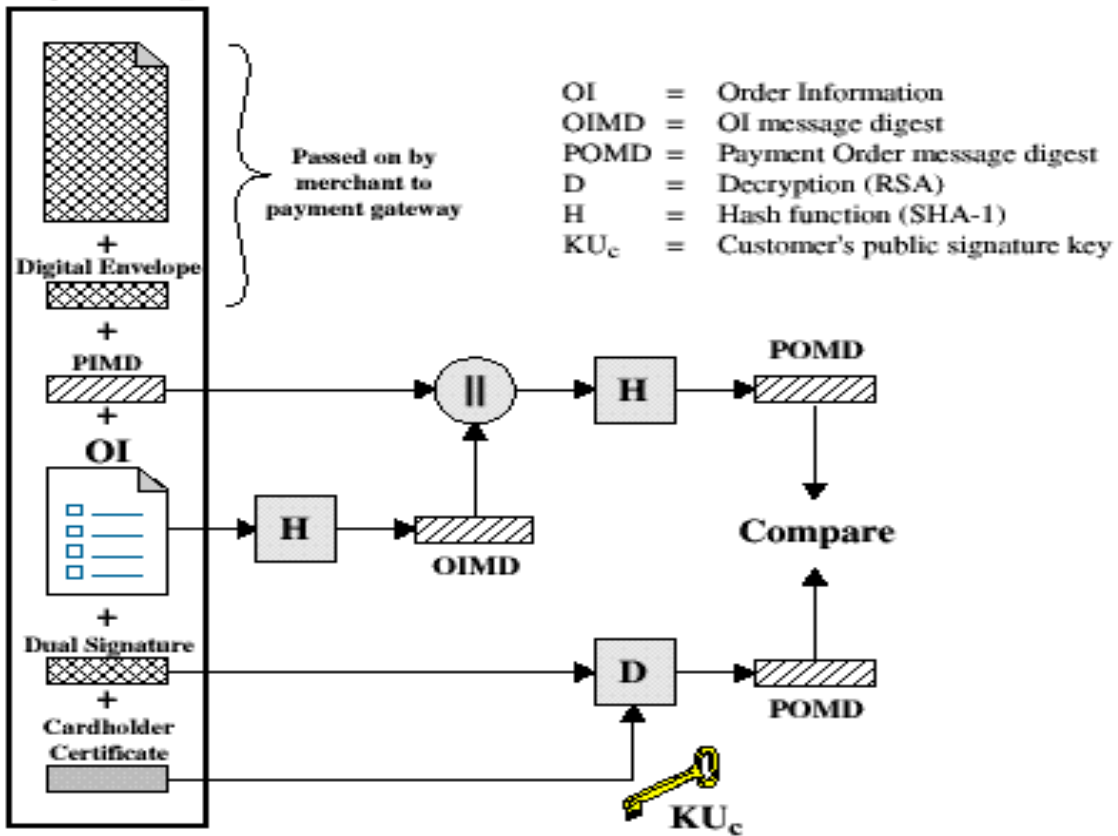 +
Digital Envelope
+
PIMD
+
OI
+
Dual Signature
+
Cardholder
Certificate
Passed on by
merchant to
payment gateway
OI = Order Information
OIMD = OI message digest
POMD = Payment Order message digest
D = Decryption (RSA)
H = Hash function (SHA-1)
KUc = Customer's public signature key
||
H
POMD
H
OIMD
Compare
D
POMD
KUc